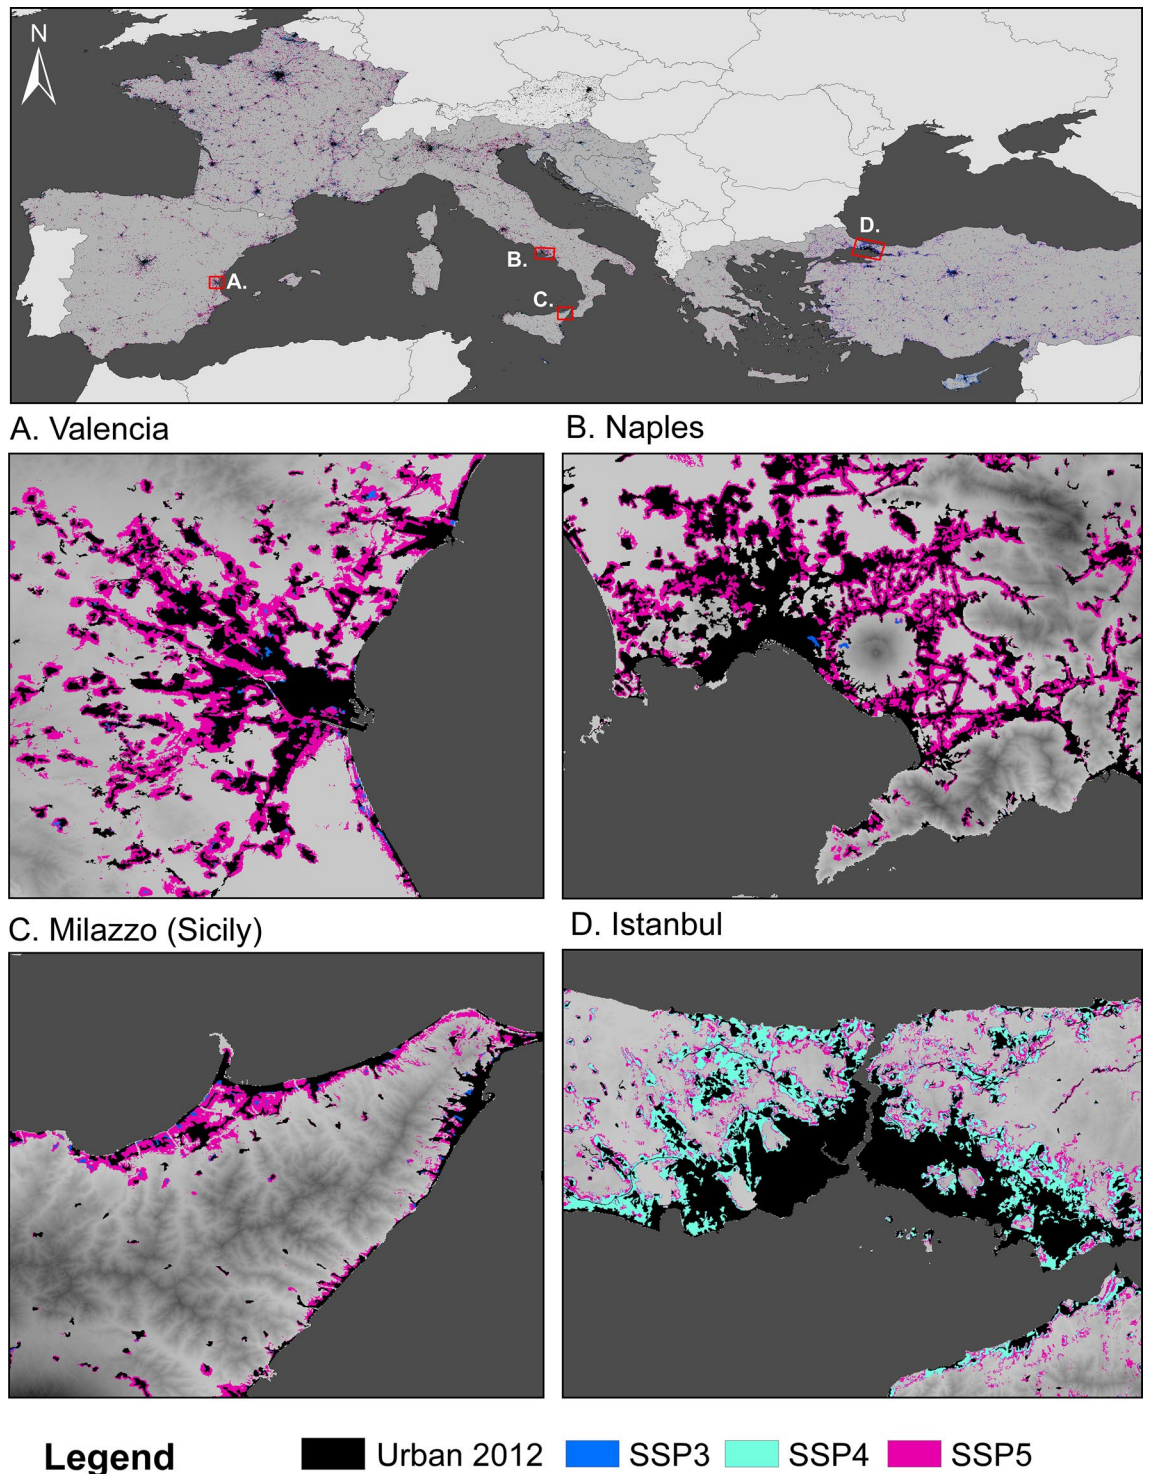 N
A.
B.
C.
D.
A. Valencia
B. Naples
C. Milazzo (Sicily)
D. Istanbul
Legend
Urban 2012
SSP3
SSP4
SSP5